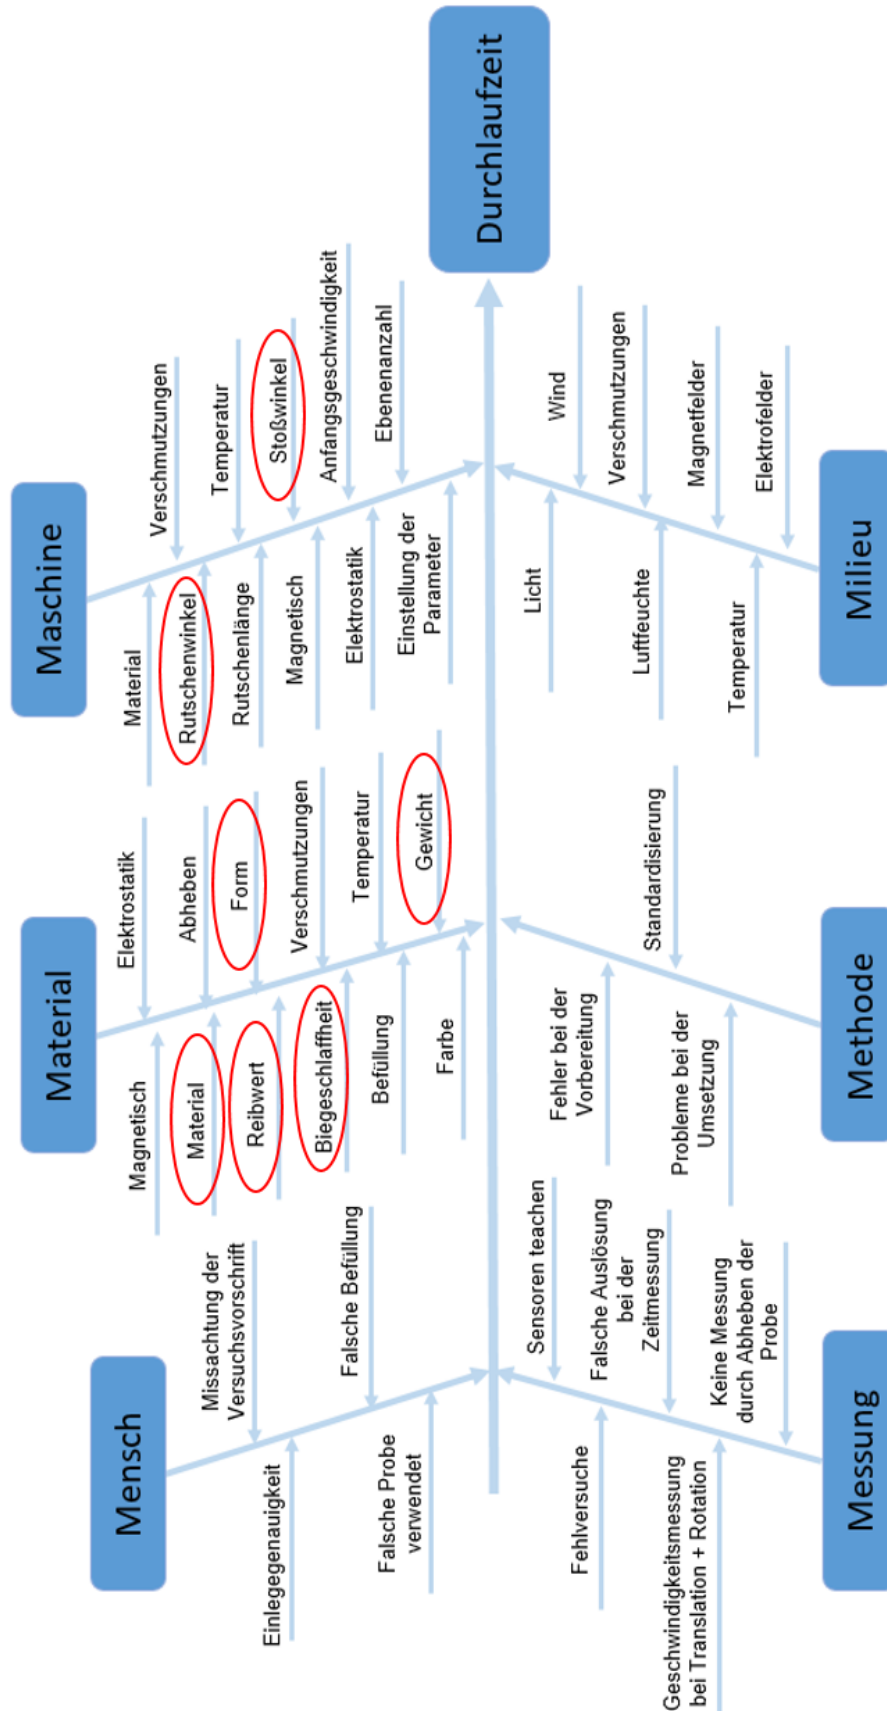 Mensch
Missachtung der
Versuchsvorschrift
Einlegegenauigkeit
Falsche Befüllung
Falsche Probe
verwendet
Material
Elektrostatik
Magnetisch
Abheben
Material
Form
Reibwert
Verschmutzungen
Biegeschlaffheit
Temperatur
Befüllung
Gewicht
Farbe
Maschine
Verschmutzungen
Material
Temperatur
Rutschenwinkel
Stoßwinkel
Rutschenlänge
Anfangsgeschwindigkeit
Magnetisch
Ebenenanzahl
Elektrostatik
Einstellung der
Parameter
Durchlaufzeit
Sensoren teachen
Fehlversuche
Falsche Auslösung
bei der
Zeitmessung
Geschwindigkeitsmessung
bei Translation + Rotation
Keine Messung
durch Abheben der
Probe
Messung
Fehler bei der
Vorbereitung
Standardisierung
Probleme bei der
Umsetzung
Methode
Wind
Licht
Verschmutzungen
Luftfeuchte
Magnetfelder
Temperatur
Elektrofelder
Milieu